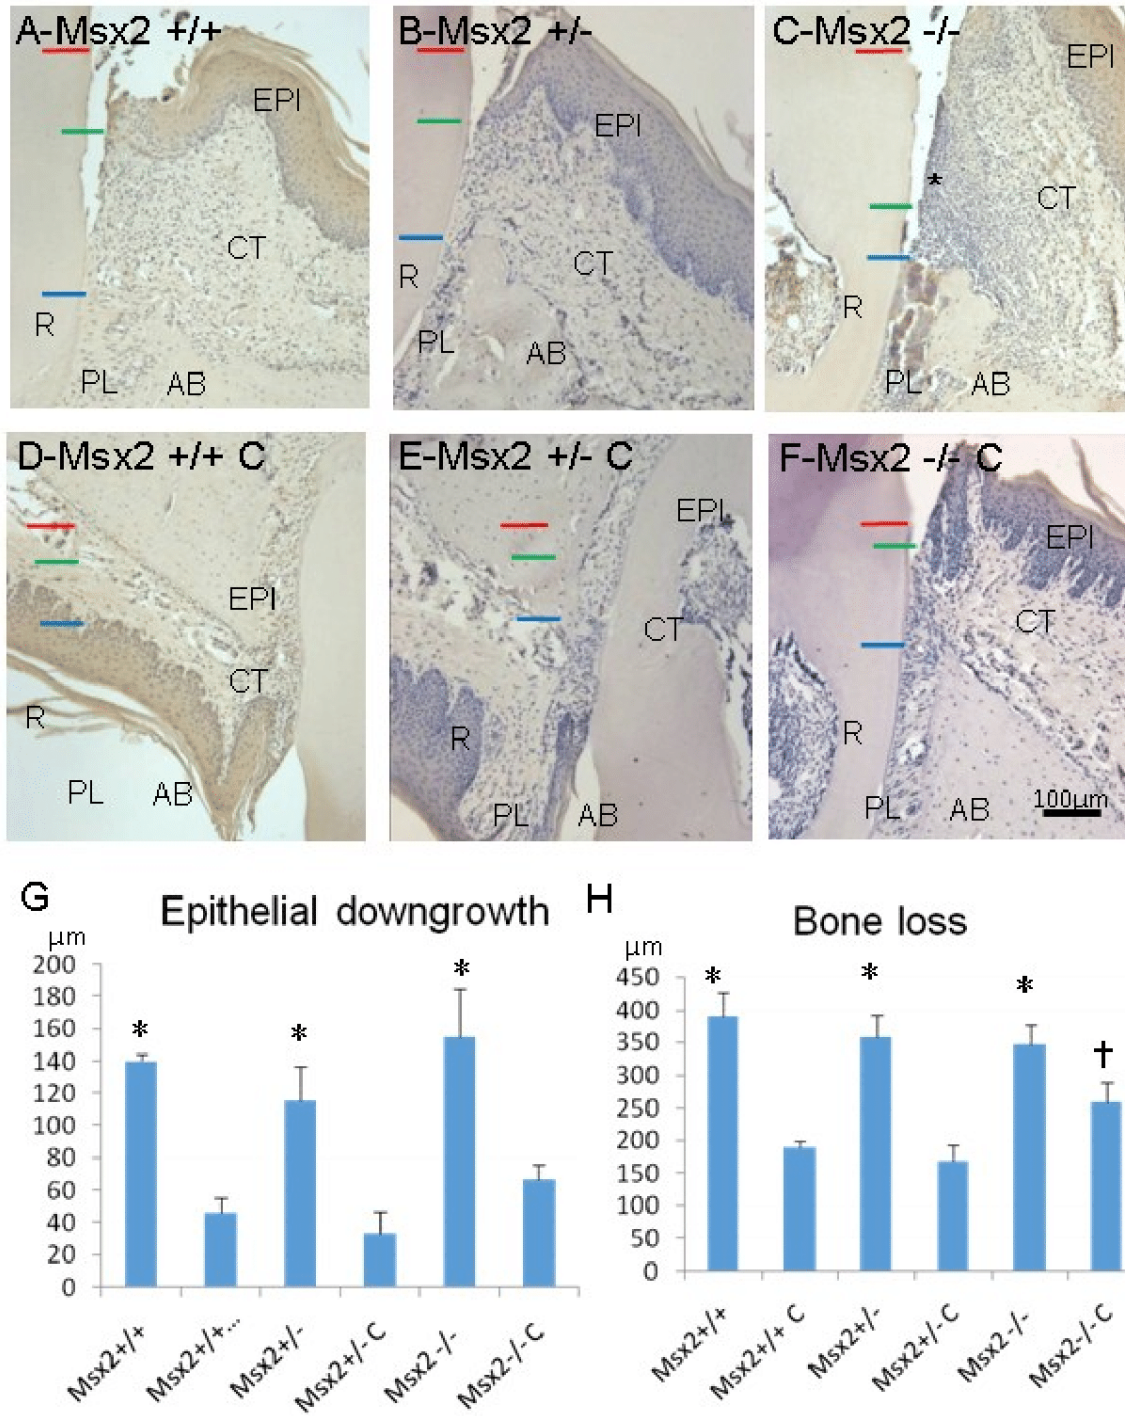 A-Msx2 +/+
EPI
CT
R
PL
AB
B-Msx2 +/-
EPI
CT
R
PL
AB
C-Msx2 -/-
EPI
*
CT
R
PL
AB
D-Msx2 +/+ C
EPI
CT
R
PL
AB
E-Msx2 +/- C
EPI
CT
R
PL
AB
F-Msx2 -/- C
EPI
CT
R
PL
AB
100µm
G
Epithelial downgrowth
µm
200
180
160
140
120
100
80
60
40
20
0
*
*
*
Msx2+/+
Msx2+/+...
Msx2+/-
Msx2+/- C
Msx2 -/-
Msx2-/- C
H
Bone loss
µm
450
400
350
300
250
200
150
100
50
0
*
*
*
†
Msx2+/+
Msx2+/+ C
Msx2+/-
Msx2+/- C
Msx2 -/-
Msx2-/- C